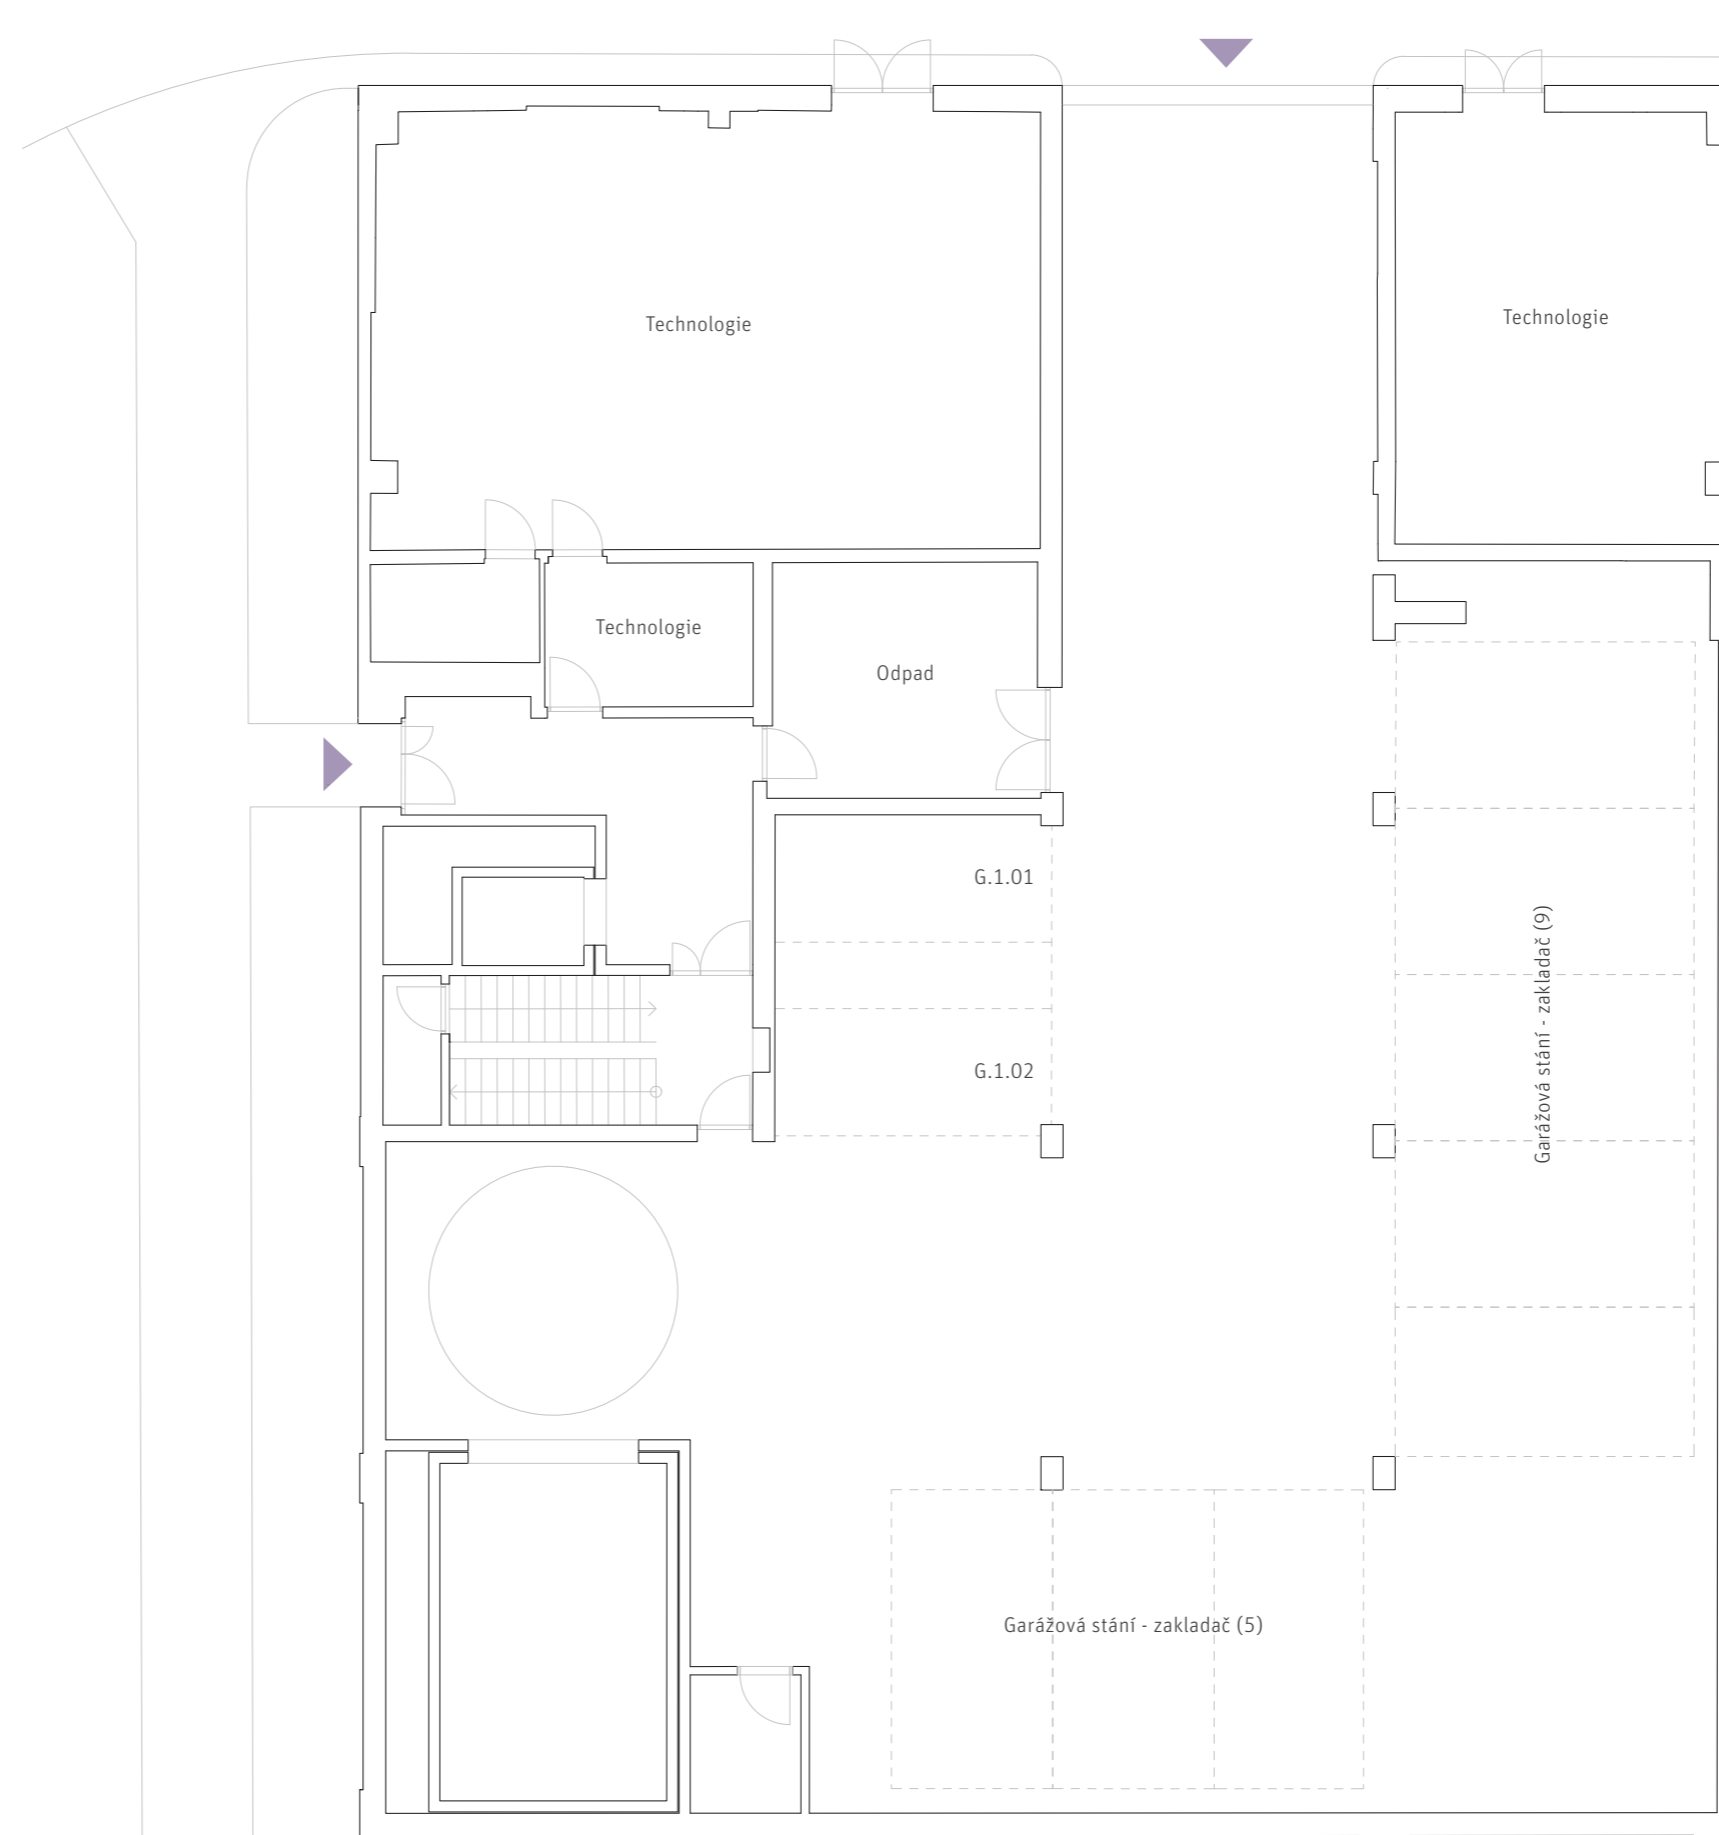 Technologie
Technologie
Technologie
Odpad
G.1.01
Garážová stání - zakladač (9)
G.1.02
Garážová stání - zakladač (5)